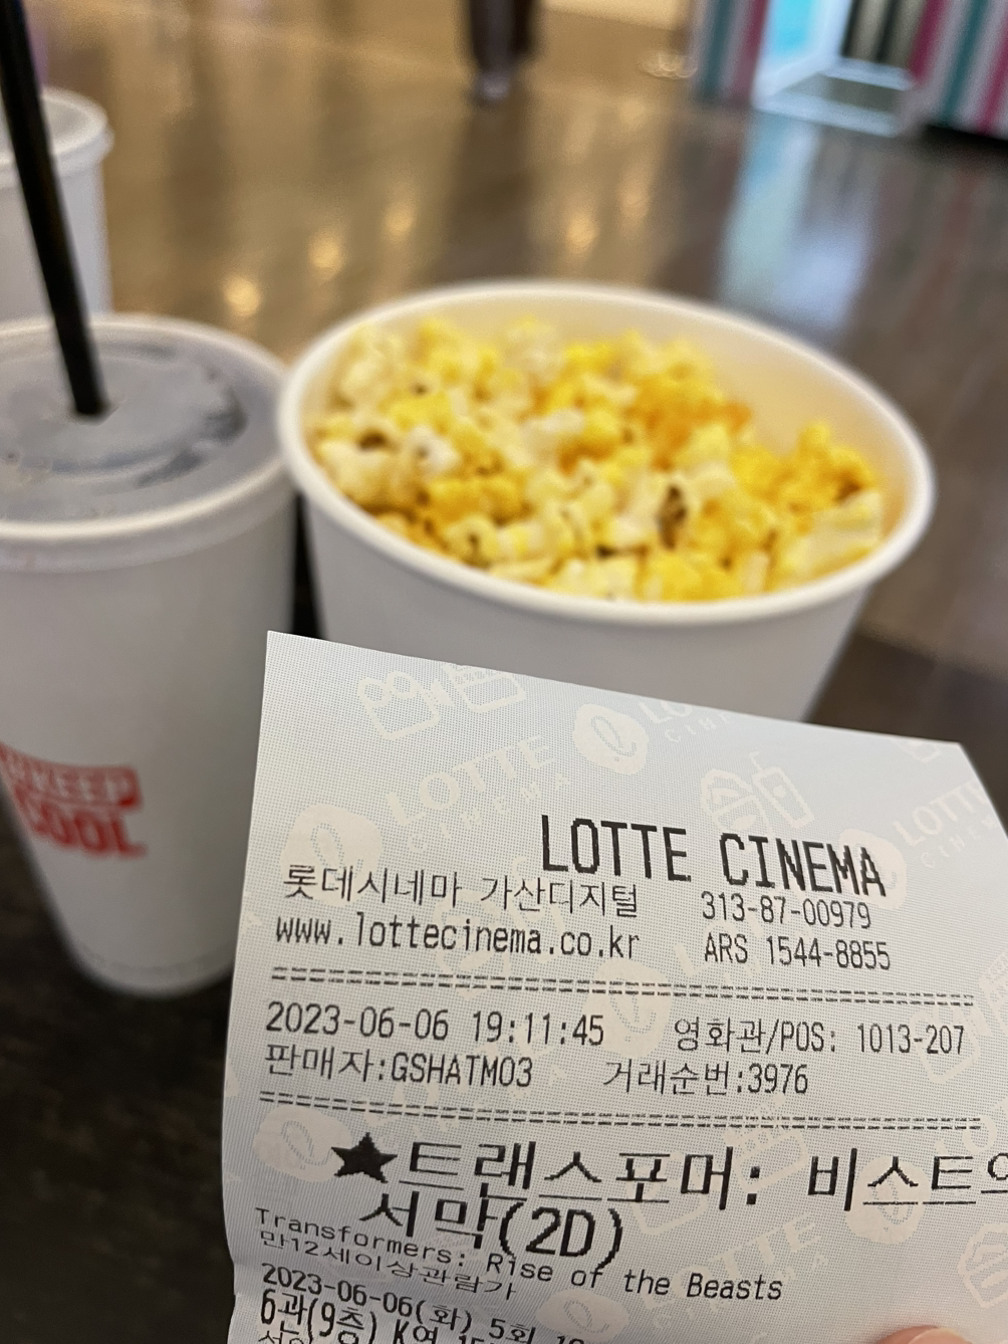 KEEP
COOL
LOTTE CINEMA
롯데시네마 가산디지털 313-87-00979
www.lottecinema.co.kr ARS 1544-8855
2023-06-06 19:11:45 영화관/POS: 1013-207
판매자:GSHATM03 거래순번:3976
★트랜스포머: 비스트의
서막(2D)
Transformers: Rise of the Beasts
만12세이상관람가
2023-06-06(화) 5회
6관(9층) K열